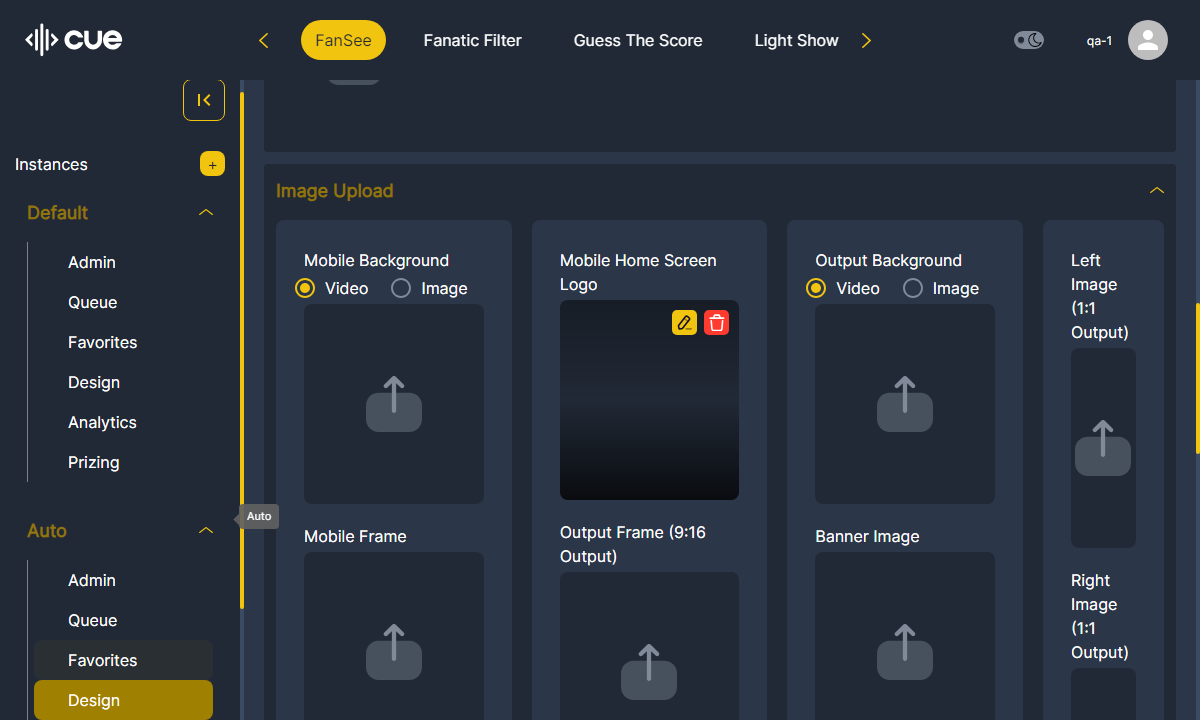 cue
FanSee
Fanatic Filter
Guess The Score
Light Show
qa-1
Instances
+
Default
Admin
Queue
Favorites
Design
Analytics
Prizing
Auto
Auto
Admin
Queue
Favorites
Design
Image Upload
Mobile Background
Video
Image
Mobile Frame
Mobile Home Screen
Logo
Output Frame (9:16
Output)
Output Background
Video
Image
Banner Image
Left
Image
(1:1
Output)
Right
Image
(1:1
Output)